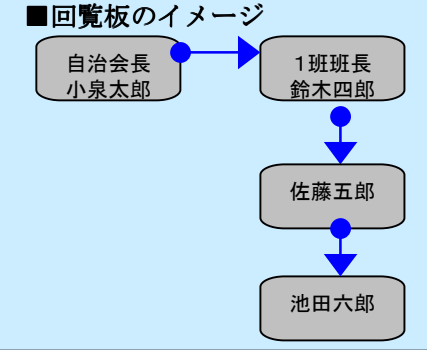 ■回覧板のイメージ
自治会長
小泉太郎
1班班長
鈴木四郎
佐藤五郎
池田六郎